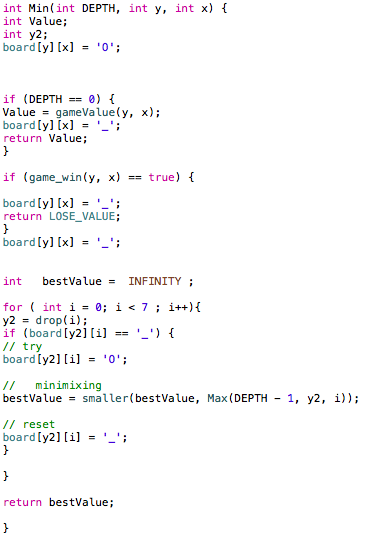 int Min(int DEPTH, int y, int x) {
int Value;
int y2;
board[y][x] = 'O';
if (DEPTH == 0) {
Value = gameValue(y, x);
board[y][x] = '_';
return Value;
}
if (game_win(y, x) == true) {
board[y][x] = '_';
return LOSE_VALUE;
}
board[y][x] = '_';
int bestValue = INFINITY ;
for ( int i = 0; i < 7 ; i++){
y2 = drop(i);
if (board[y2][i] == '_') {
// try
board[y2][i] = 'O';
// minimixing
bestValue = smaller(bestValue, Max(DEPTH - 1, y2, i));
// reset
board[y2][i] = '_';
}
}
return bestValue;
}